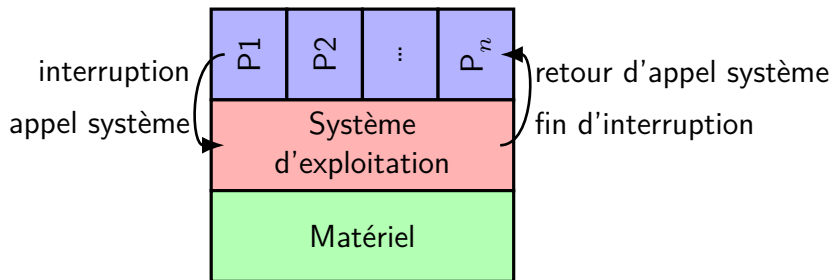 P1
P2
...
Pn
interruption
appel système
retour d'appel système
fin d'interruption
Système
d'exploitation
Matériel